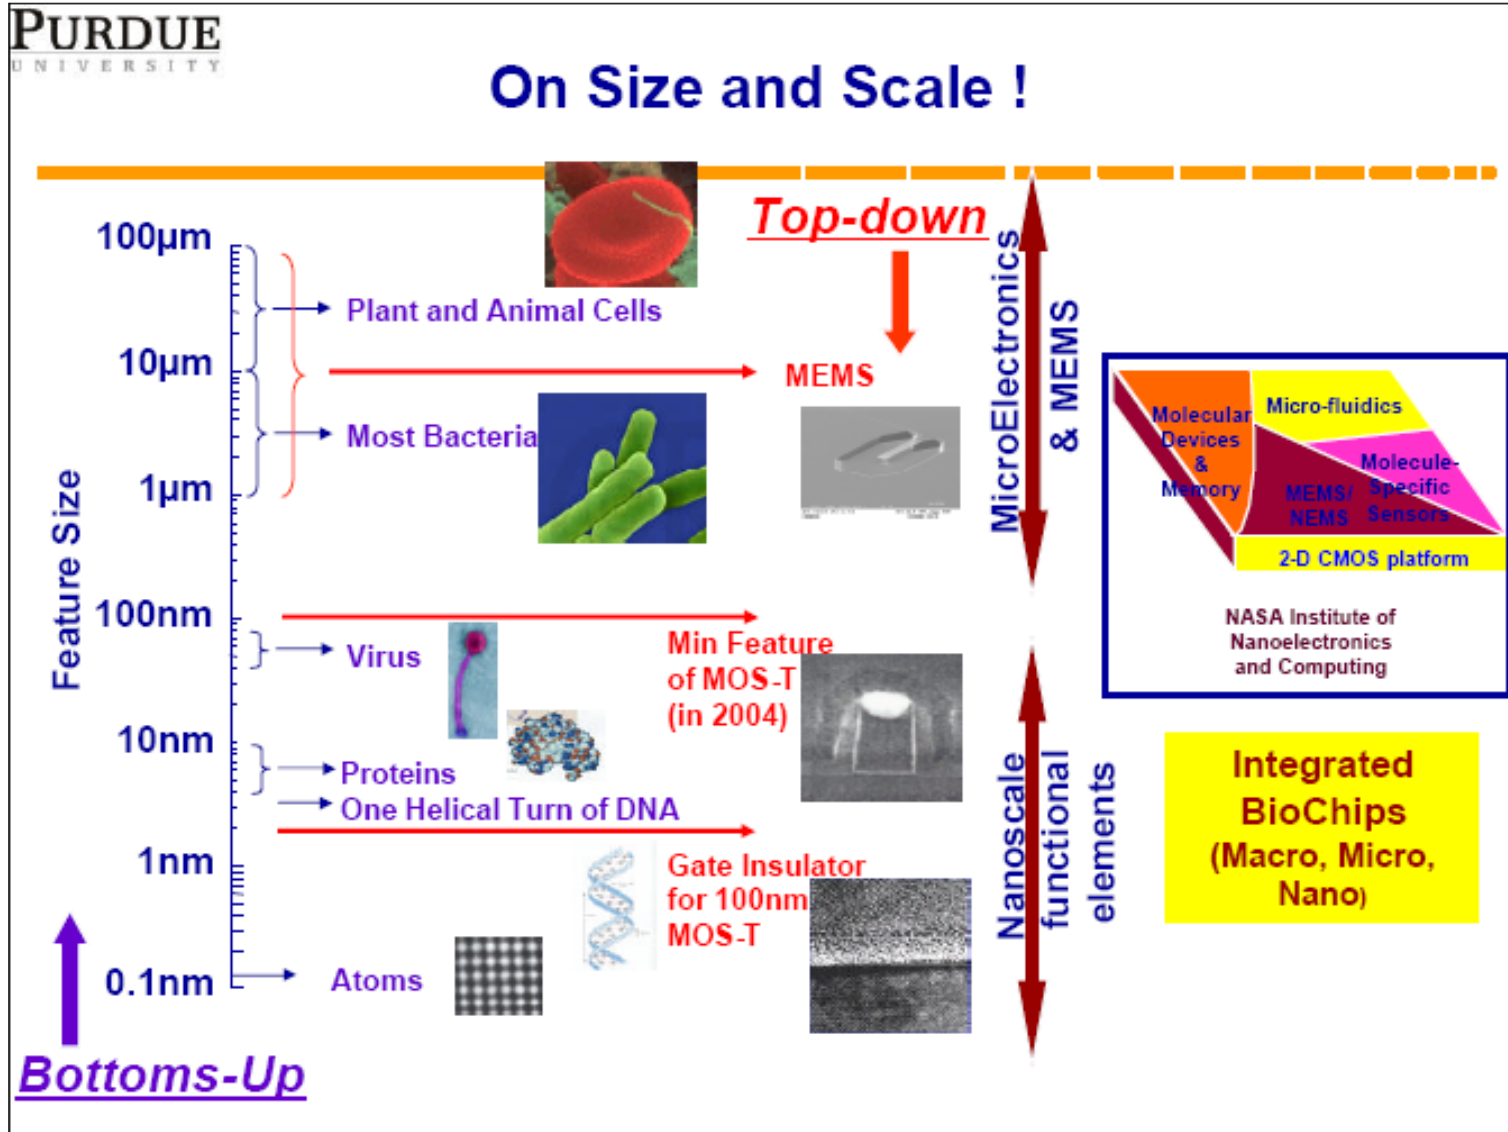 PURDUE
UNIVERSITY
On Size and Scale !
Top-down
100µm
Plant and Animal Cells
10µm
MEMS
Most Bacteria
1µm
Feature Size
100nm
Virus
Min Feature
of MOS-T
(in 2004)
10nm
Proteins
One Helical Turn of DNA
1nm
Gate Insulator
for 100nm
MOS-T
0.1nm
Atoms
Bottoms-Up
MicroElectronics
& MEMS
Nanoscale
functional
elements
Molecular
Devices
&
Memory
Micro-fluidics
Molecule-
Specific
Sensors
MEMS/
NEMS
2-D CMOS platform
NASA Institute of
Nanoelectronics
and Computing
Integrated
BioChips
(Macro, Micro,
Nano)